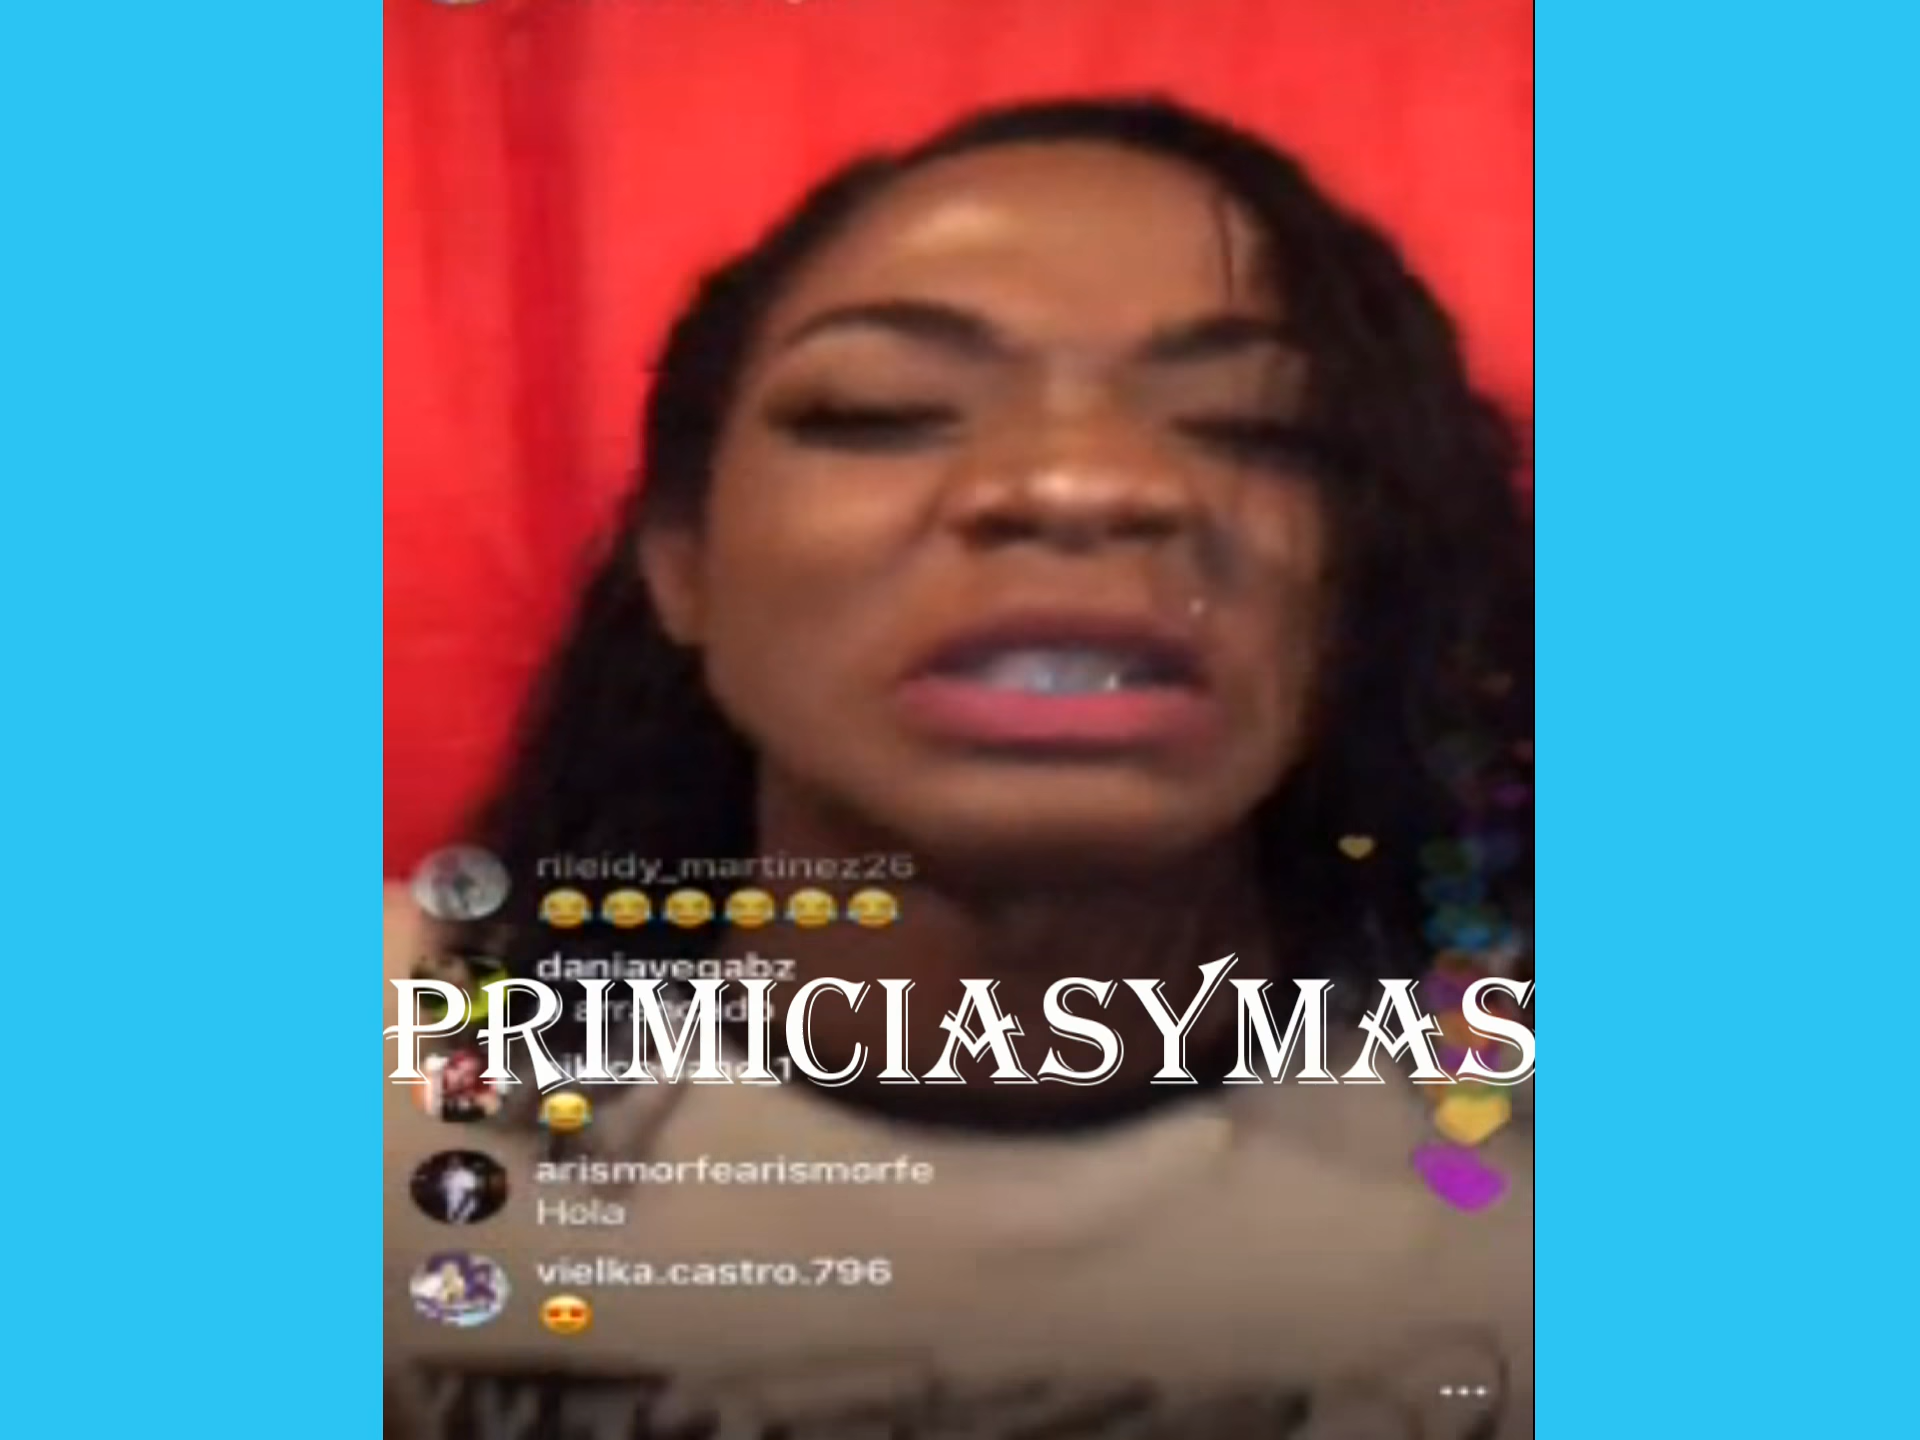 rileidy_martinez26
😂😂😂😂😂😂
daniavegabz
PRIMICIASYMAS
😂
arismorfearismorfe
Hola
vielka.castro.796
😍